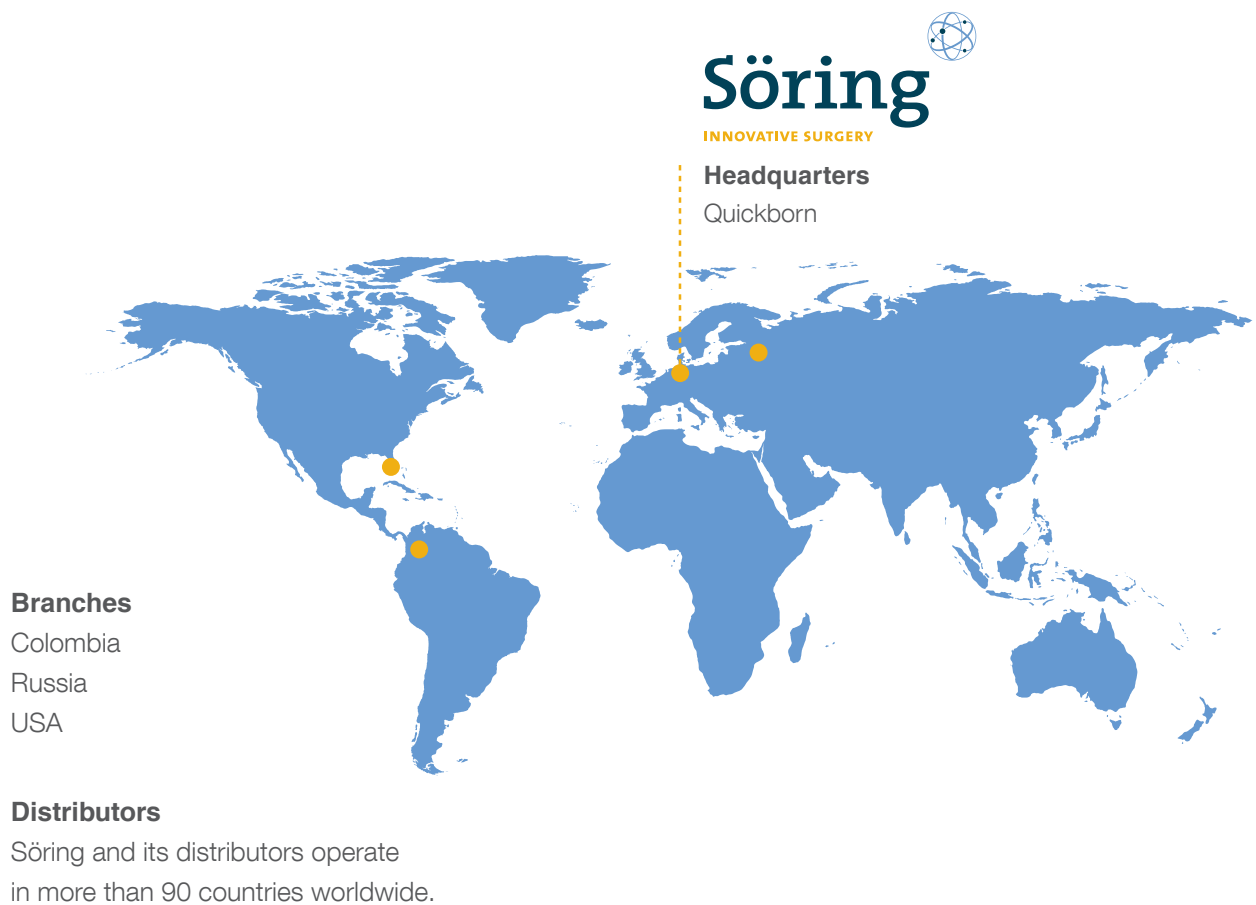 Söring
INNOVATIVE SURGERY
Headquarters
Quickborn
Branches
Colombia
Russia
USA
Distributors
Söring and its distributors operate
in more than 90 countries worldwide.